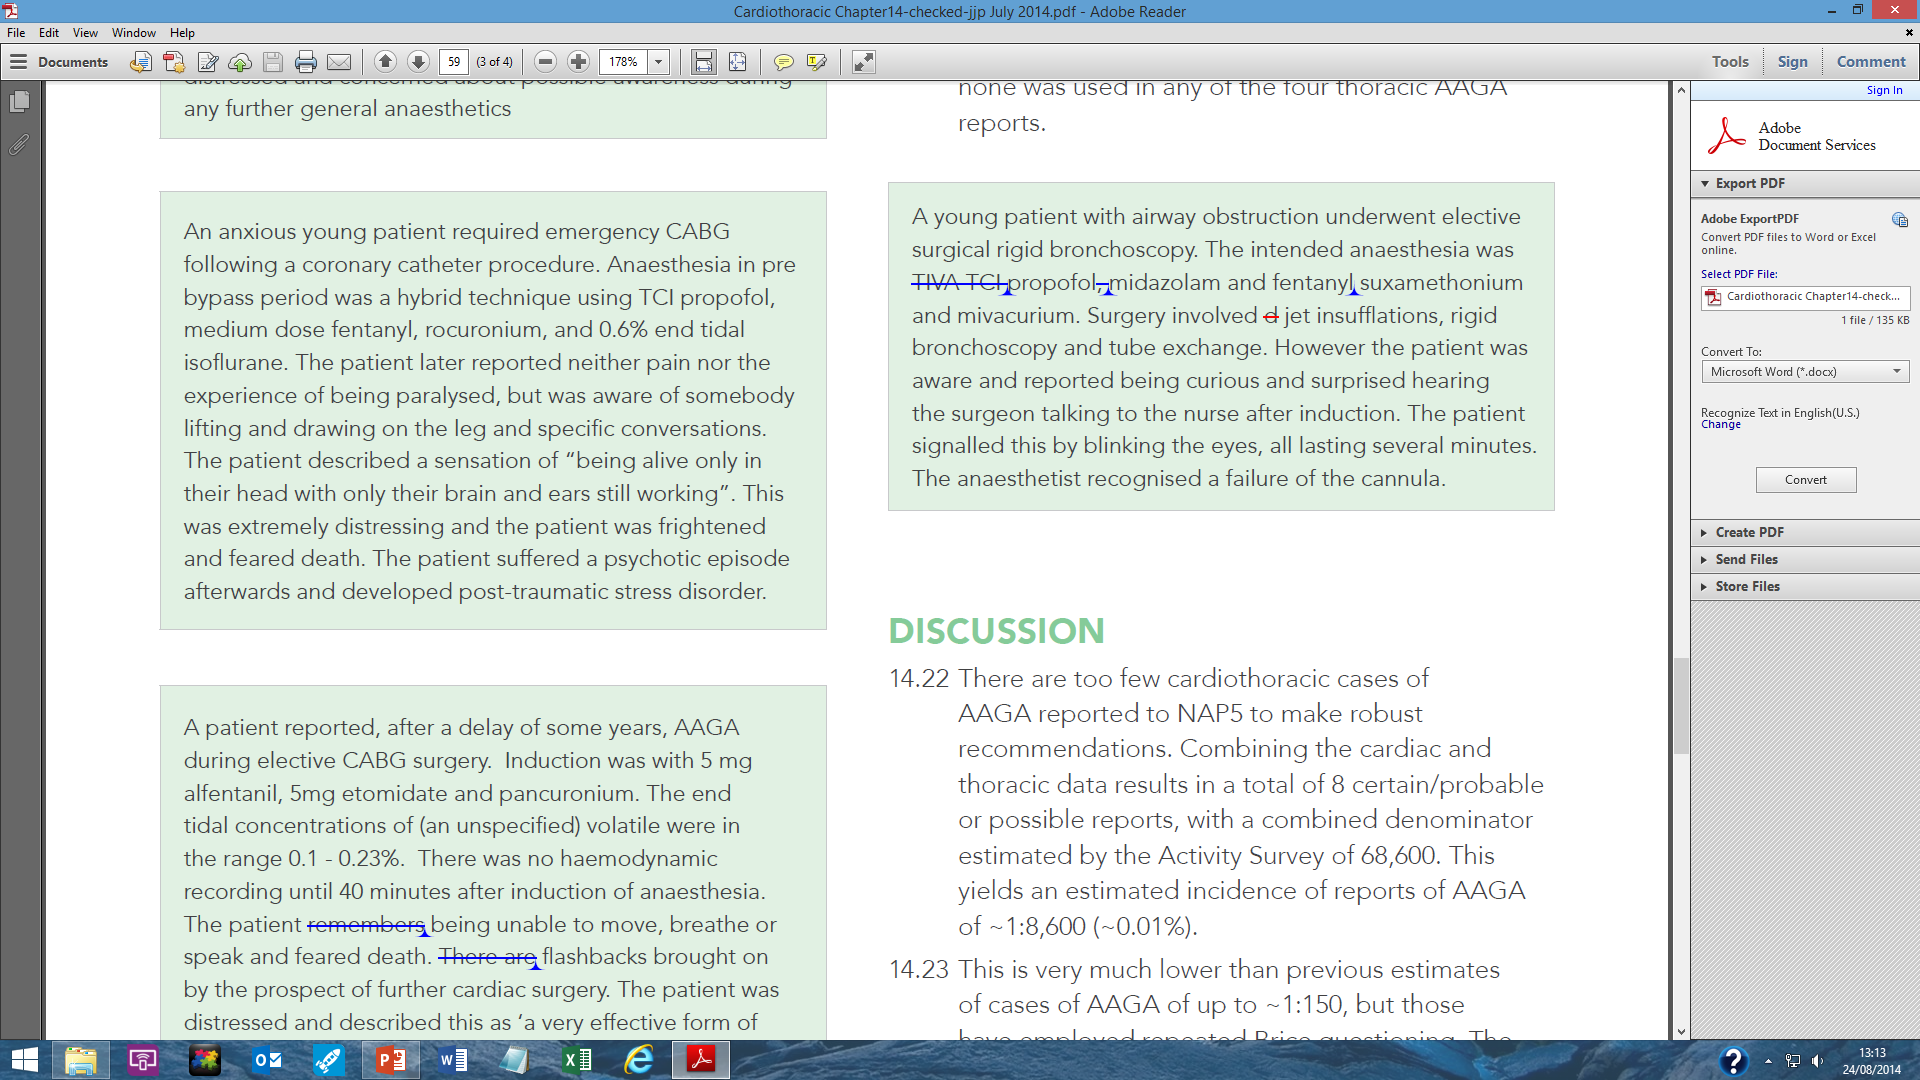 Cardiothoracic Chapter14-checked-jjp July 2014.pdf - Adobe Reader
File Edit View Window Help
Documents 59 (3 of 4) 178% Tools Sign Comment
any further general anaesthetics
An anxious young patient required emergency CABG
following a coronary catheter procedure. Anaesthesia in pre
bypass period was a hybrid technique using TCI propofol,
medium dose fentanyl, rocuronium, and 0.6% end tidal
isoflurane. The patient later reported neither pain nor the
experience of being paralysed, but was aware of somebody
lifting and drawing on the leg and specific conversations.
The patient described a sensation of “being alive only in
their head with only their brain and ears still working”. This
was extremely distressing and the patient was frightened
and feared death. The patient suffered a psychotic episode
afterwards and developed post-traumatic stress disorder.
A patient reported, after a delay of some years, AAGA
during elective CABG surgery. Induction was with 5 mg
alfentanil, 5mg etomidate and pancuronium. The end
tidal concentrations of (an unspecified) volatile were in
the range 0.1 - 0.23%. There was no haemodynamic
recording until 40 minutes after induction of anaesthesia.
The patient remembers being unable to move, breathe or
speak and feared death. There are flashbacks brought on
by the prospect of further cardiac surgery. The patient was
distressed and described this as ‘a very effective form of
none was used in any of the four thoracic AAGA
reports.
A young patient with airway obstruction underwent elective
surgical rigid bronchoscopy. The intended anaesthesia was
TIVA TCI propofol, midazolam and fentanyl suxamethonium
and mivacurium. Surgery involved d jet insufflations, rigid
bronchoscopy and tube exchange. However the patient was
aware and reported being curious and surprised hearing
the surgeon talking to the nurse after induction. The patient
signalled this by blinking the eyes, all lasting several minutes.
The anaesthetist recognised a failure of the cannula.
DISCUSSION
14.22 There are too few cardiothoracic cases of
AAGA reported to NAP5 to make robust
recommendations. Combining the cardiac and
thoracic data results in a total of 8 certain/probable
or possible reports, with a combined denominator
estimated by the Activity Survey of 68,600. This
yields an estimated incidence of reports of AAGA
of ~1:8,600 (~0.01%).
14.23 This is very much lower than previous estimates
of cases of AAGA of up to ~1:150, but those
have employed repeated Brice questioning. The
Sign In
Adobe
Document Services
Export PDF
Adobe ExportPDF
Convert PDF files to Word or Excel
online.
Select PDF File:
Cardiothoracic Chapter14-check...
1 file / 135 KB
Convert To:
Microsoft Word (*.docx)
Recognize Text in English(U.S.)
Change
Convert
Create PDF
Send Files
Store Files
13:13
24/08/2014